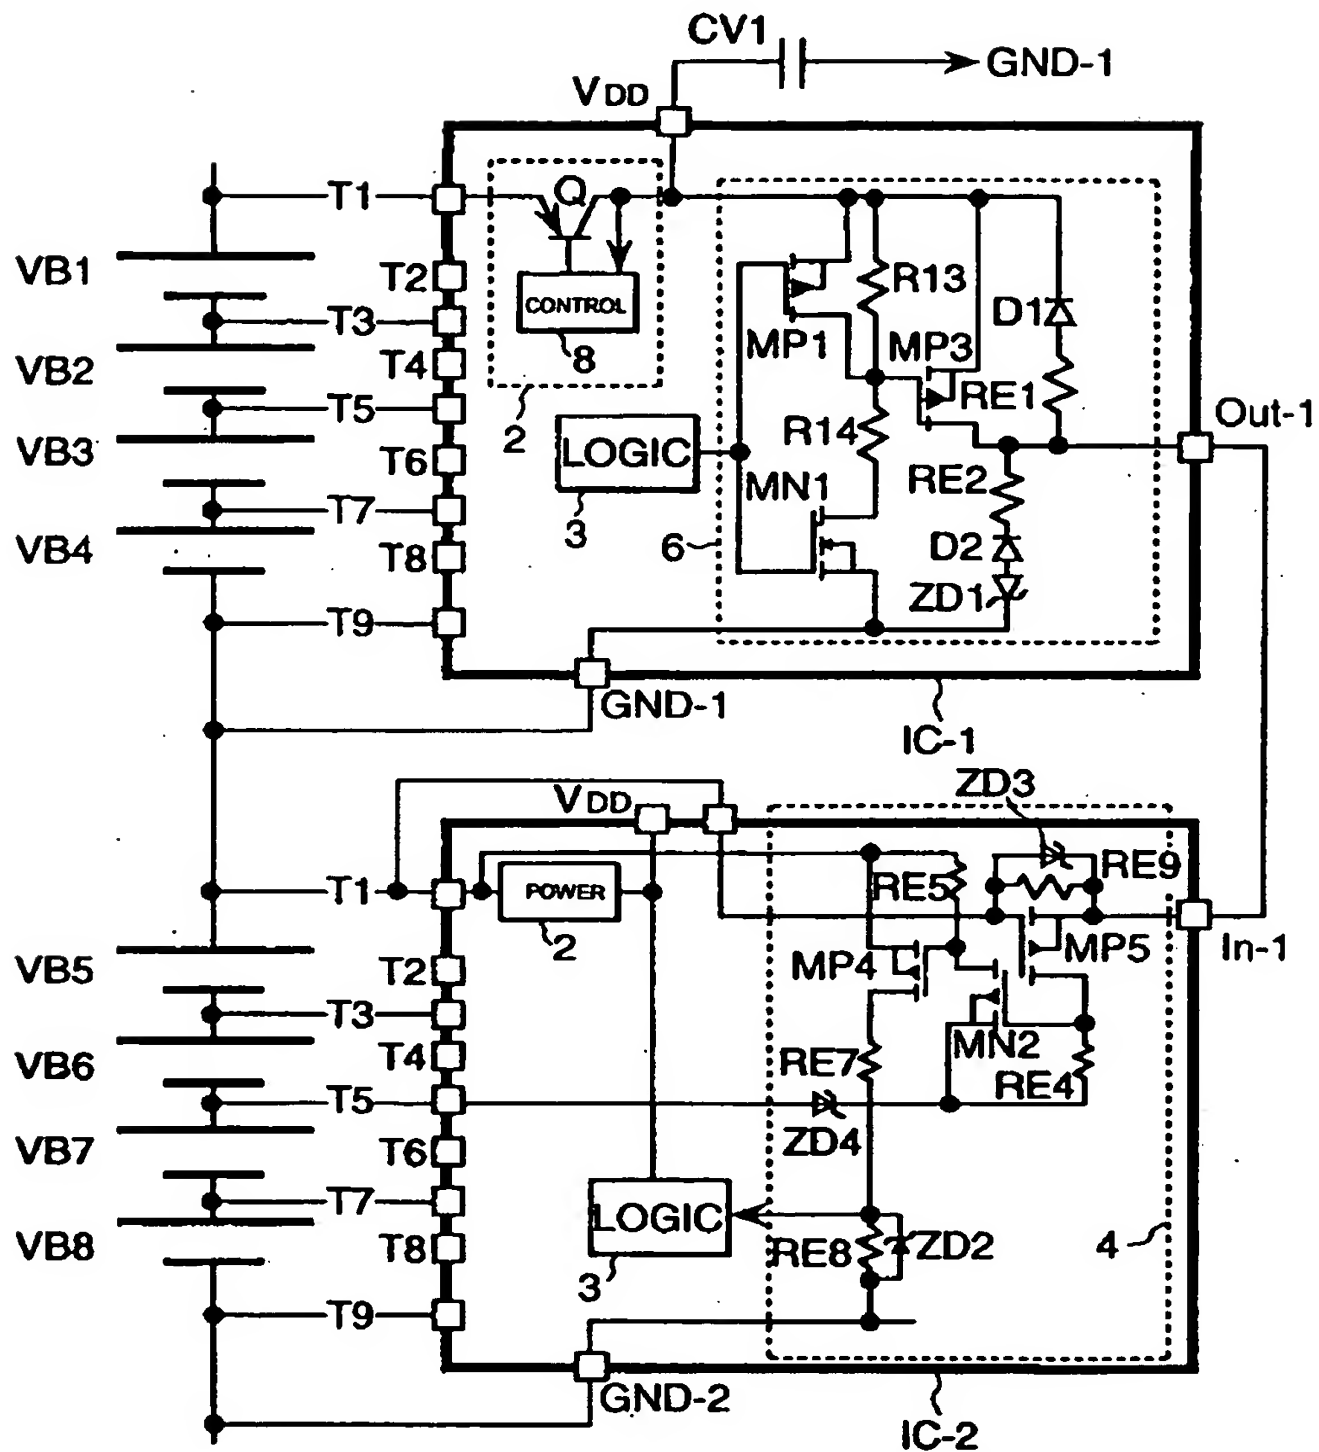 CV1
GND-1
VDD
T1
Q
VB1
T2
CONTROL
R13
D1
T3
8
MP1
MP3
VB2
T4
RE1
T5
2
R14
Out-1
VB3
LOGIC
T6
MN1
RE2
T7
3
6
VB4
T8
D2
ZD1
T9
GND-1
IC-1
ZD3
VDD
T1
POWER
RE5
RE9
2
MP4
MP5
In-1
VB5
T2
T3
MN2
VB6
T4
RE7
RE4
T5
ZD4
VB7
T6
T7
LOGIC
VB8
T8
RE8
ZD2
4
3
T9
GND-2
IC-2